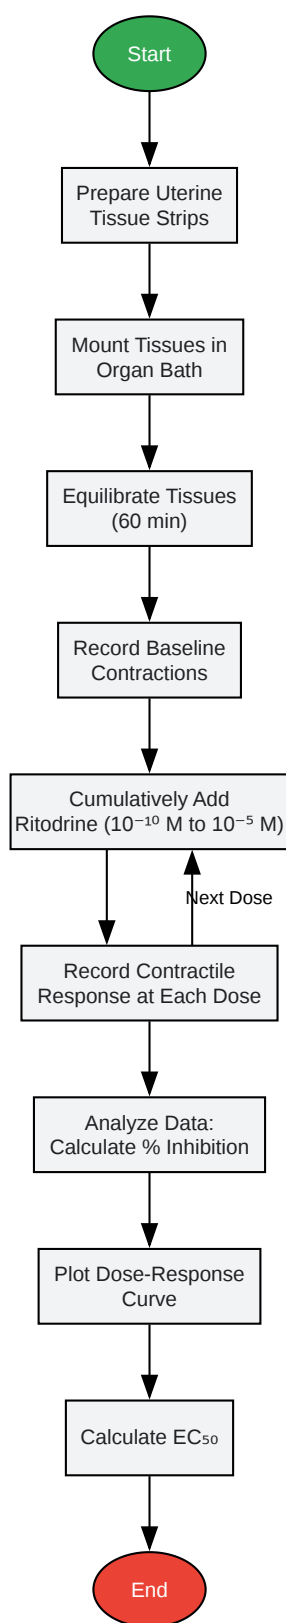 Start
Prepare Uterine
Tissue Strips
Mount Tissues in
Organ Bath
Equilibrate Tissues
(60 min)
Record Baseline
Contractions
Cumulatively Add
Ritodrine (10⁻¹⁰ M to 10⁻⁵ M)
Next Dose
Record Contractile
Response at Each Dose
Analyze Data:
Calculate % Inhibition
Plot Dose-Response
Curve
Calculate EC₅₀
End